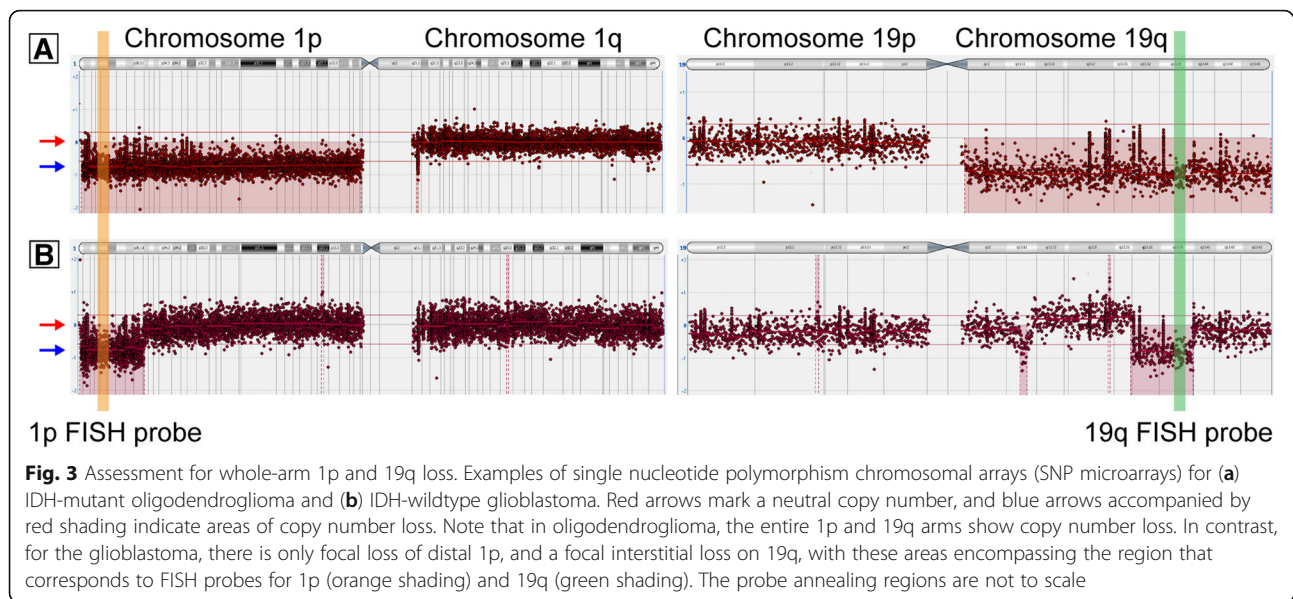 Chromosome 1p Chromosome 1q Chromosome 19p Chromosome 19q
A
B
1p FISH probe 19q FISH probe
Fig. 3 Assessment for whole-arm 1p and 19q loss. Examples of single nucleotide polymorphism chromosomal arrays (SNP microarrays) for (a)
IDH-mutant oligodendroglioma and (b) IDH-wildtype glioblastoma. Red arrows mark a neutral copy number, and blue arrows accompanied by
red shading indicate areas of copy number loss. Note that in oligodendroglioma, the entire 1p and 19q arms show copy number loss. In contrast,
for the glioblastoma, there is only focal loss of distal 1p, and a focal interstitial loss on 19q, with these areas encompassing the region that
corresponds to FISH probes for 1p (orange shading) and 19q (green shading). The probe annealing regions are not to scale